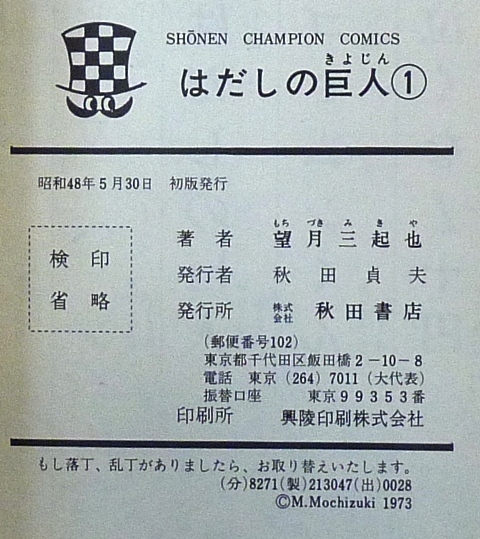 SHŌNEN CHAMPION COMICS
きよじん
はだしの巨人①
昭和48年5月30日 初版発行
検印
省略
もち づき み き や
著者 望月三起也
発行者 秋田貞夫
発行所 株式会社 秋田書店
(郵便番号102)
東京都千代田区飯田橋2-10-8
電話 東京(264)7011(大代表)
振替口座 東京99353番
印刷所 興陵印刷株式会社
もし落丁、乱丁がありましたら、お取り替えいたします。
(分)8271(製)213047(出)0028
©M.Mochizuki 1973